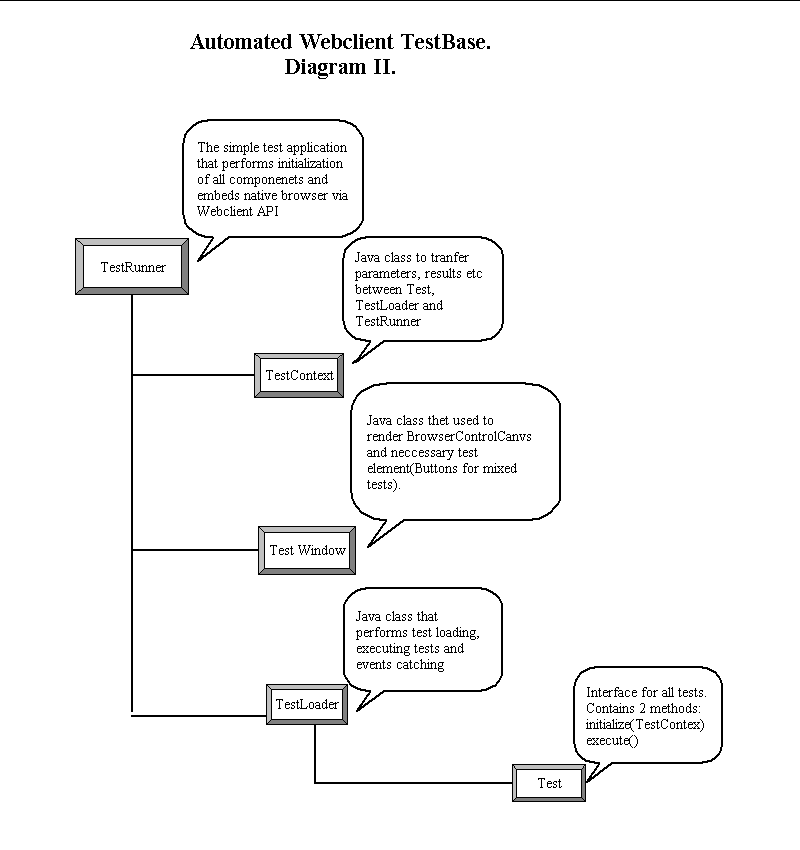 Automated Webclient TestBase.
Diagram II.
The simple test application
that performs initialization
of all componenets and
embeds native browser via
Webclient API
TestRunner
Java class to tranfer
parameters, results etc
between Test,
TestLoader and
TestRunner
TestContext
Java class thet used to
render BrowserControlCanvs
and neccessary test
element(Buttons for mixed
tests).
Test Window
Java class that
performs test loading,
executing tests and
events catching
TestLoader
Interface for all tests.
Contains 2 methods:
initialize(TestContex)
execute()
Test